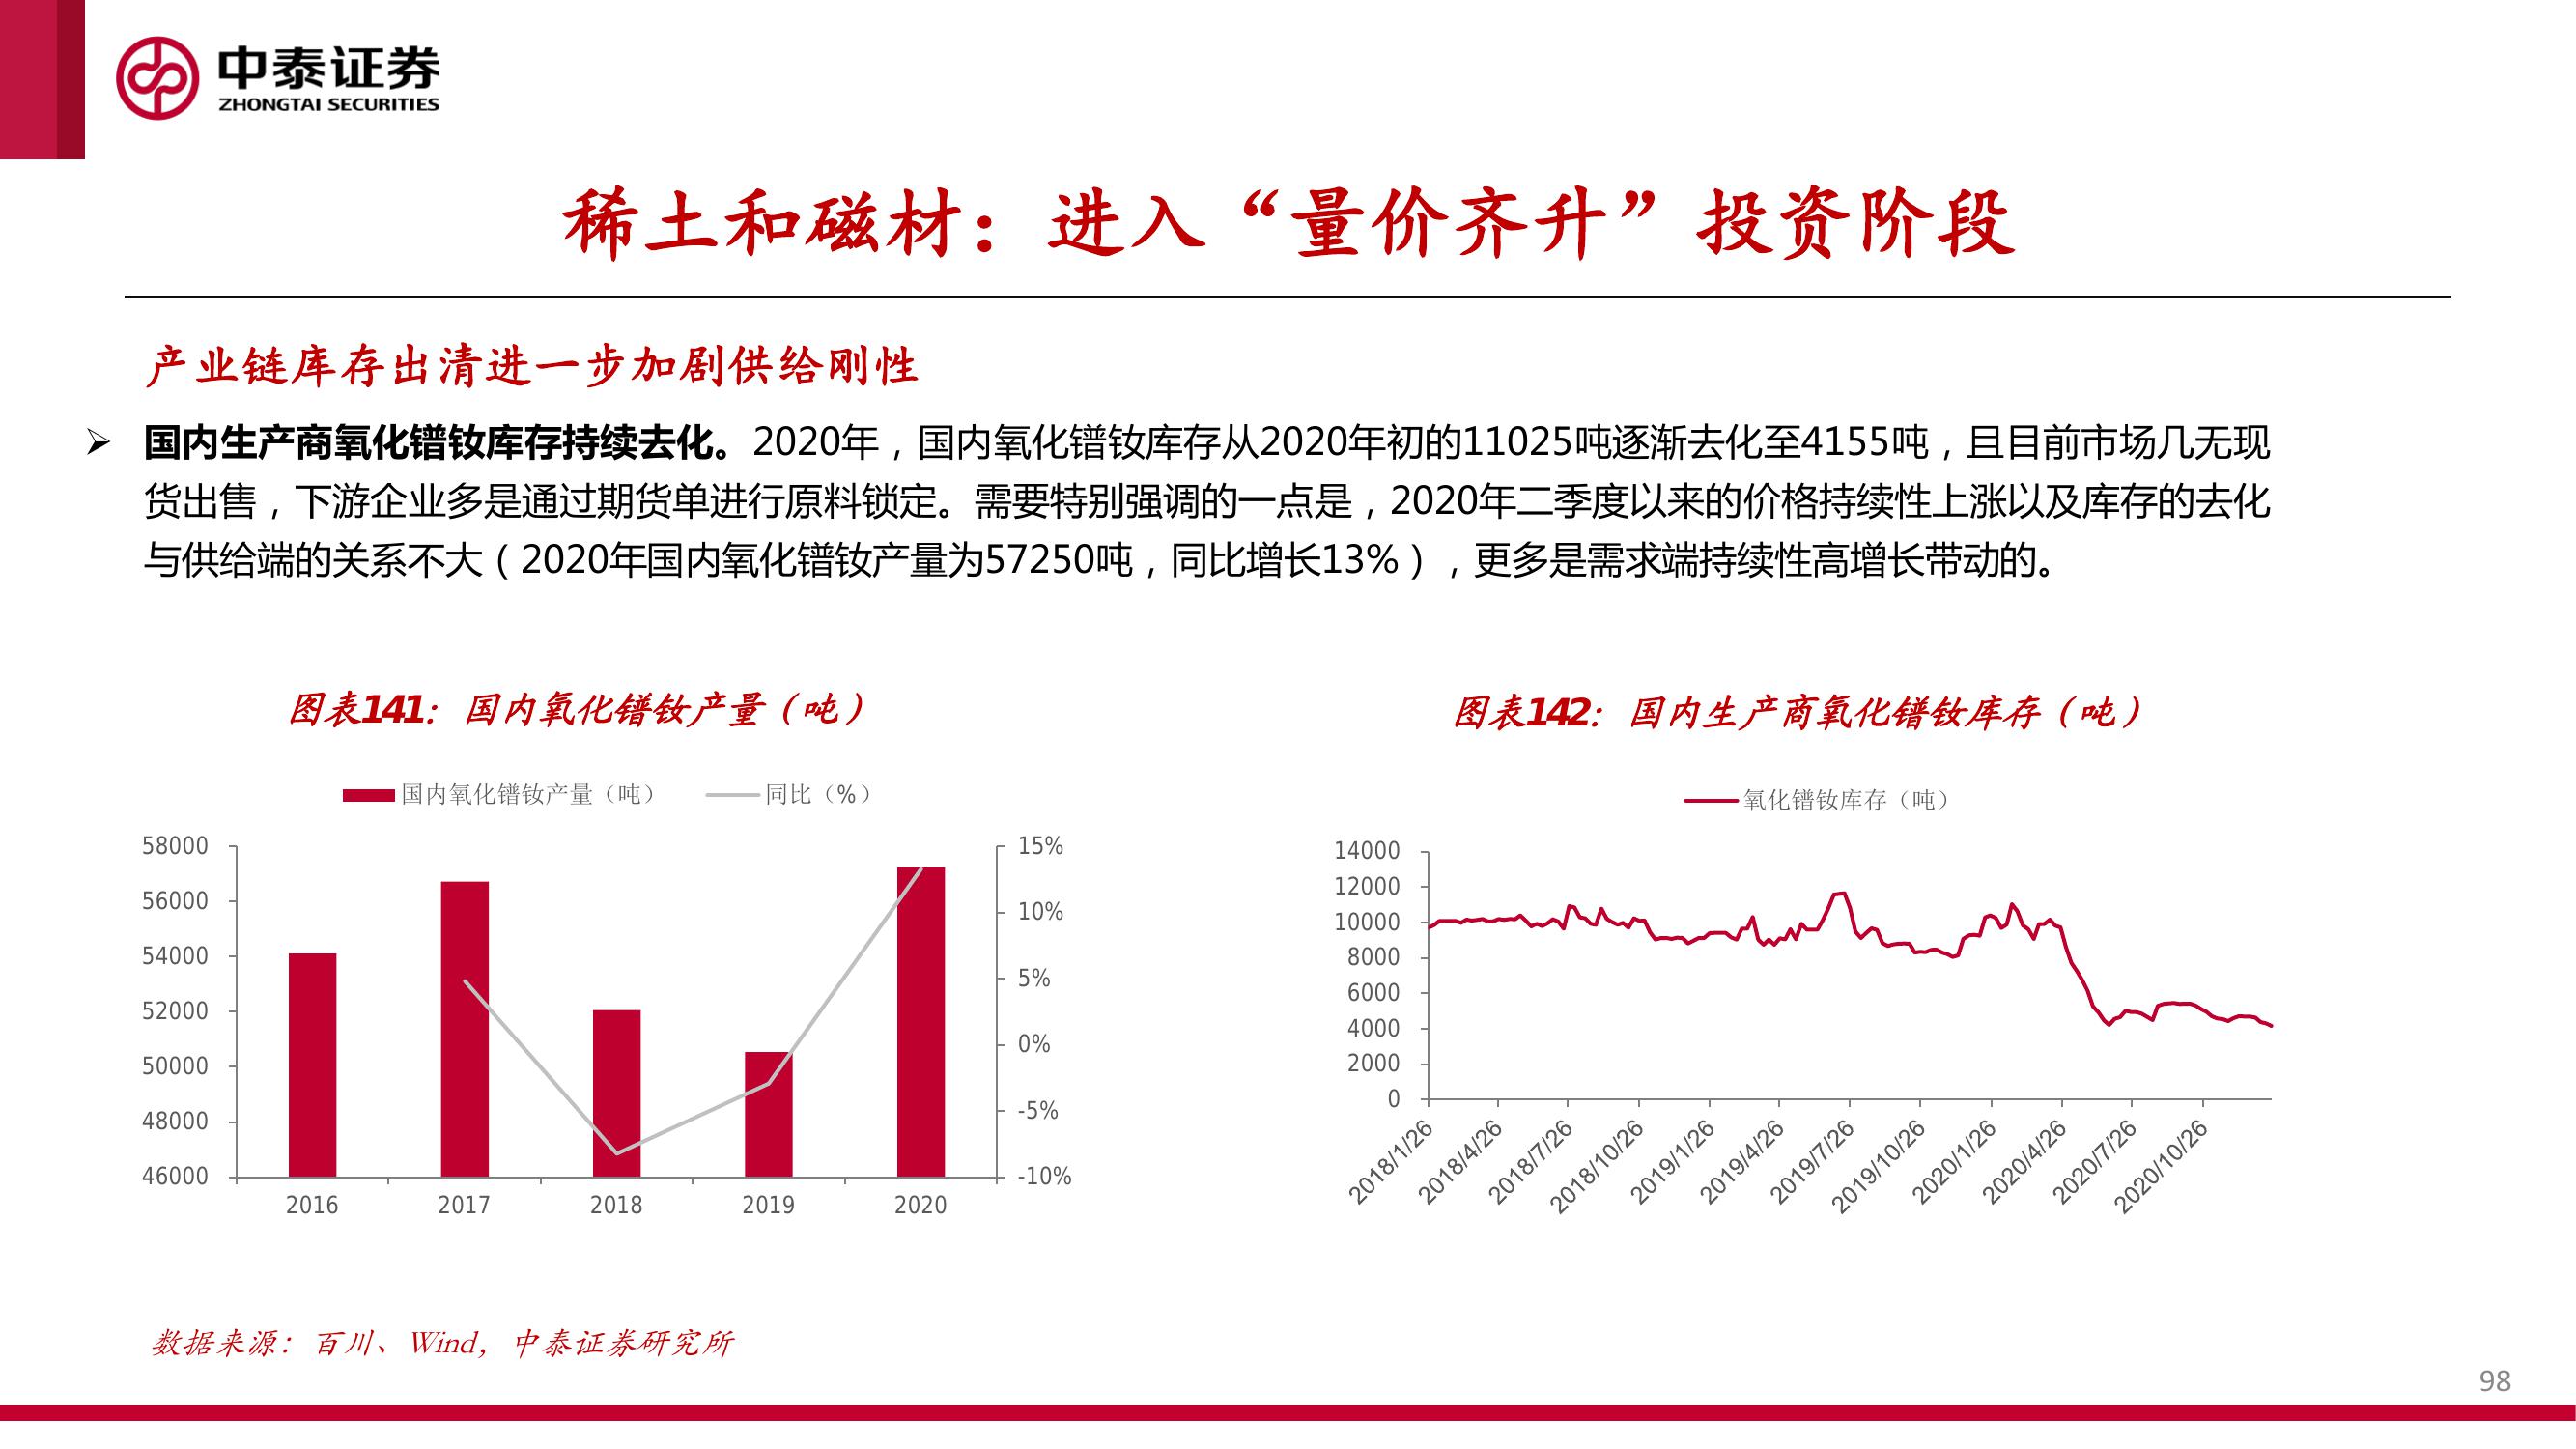 中泰证券
ZHONGTAI SECURITIES
稀土和磁材：进入“量价齐升”投资阶段
产业链库存出清进一步加剧供给刚性
➢ 国内生产商氧化镨钕库存持续去化。2020年，国内氧化镨钕库存从2020年初的11025吨逐渐去化至4155吨，且目前市场几无现
货出售，下游企业多是通过期货单进行原料锁定。需要特别强调的一点是，2020年二季度以来的价格持续性上涨以及库存的去化
与供给端的关系不大（2020年国内氧化镨钕产量为57250吨，同比增长13%），更多是需求端持续性高增长带动的。
图表141：国内氧化镨钕产量（吨）
国内氧化镨钕产量（吨） 同比（%）
58000
56000
54000
52000
50000
48000
46000
15%
10%
5%
0%
-5%
-10%
2016 2017 2018 2019 2020
图表142：国内生产商氧化镨钕库存（吨）
氧化镨钕库存（吨）
14000
12000
10000
8000
6000
4000
2000
0
2018/1/26 2018/4/26 2018/7/26 2018/10/26 2019/1/26 2019/4/26 2019/7/26 2019/10/26 2020/1/26 2020/4/26 2020/7/26 2020/10/26
数据来源：百川、Wind，中泰证券研究所
98